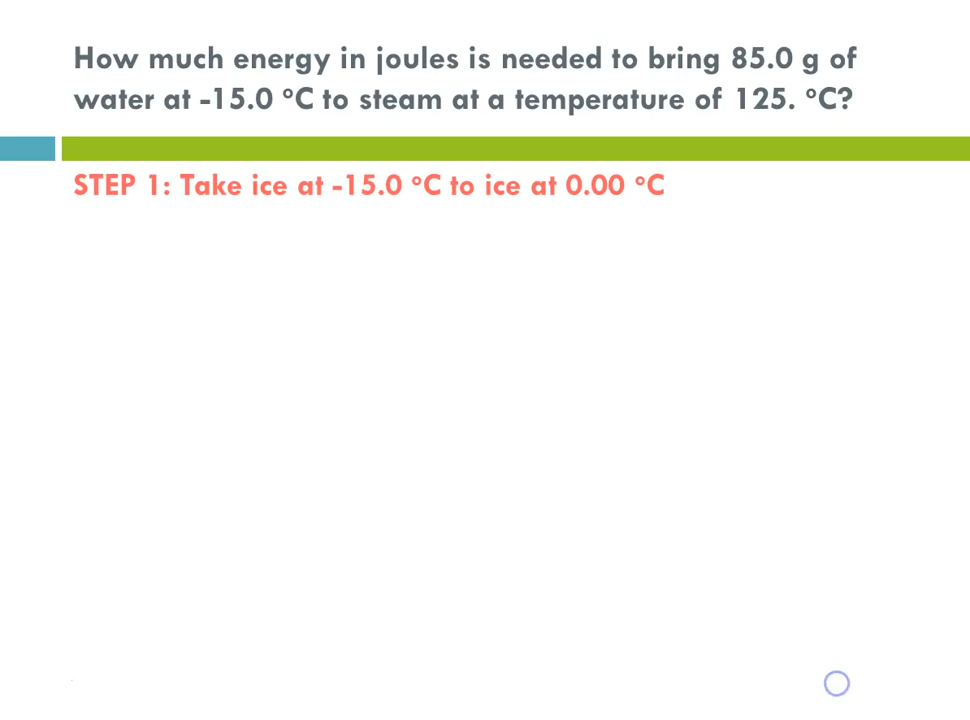 How much energy in joules is needed to bring 85.0 g of
water at -15.0 °C to steam at a temperature of 125. °C?
STEP 1: Take ice at -15.0 °C to ice at 0.00 °C